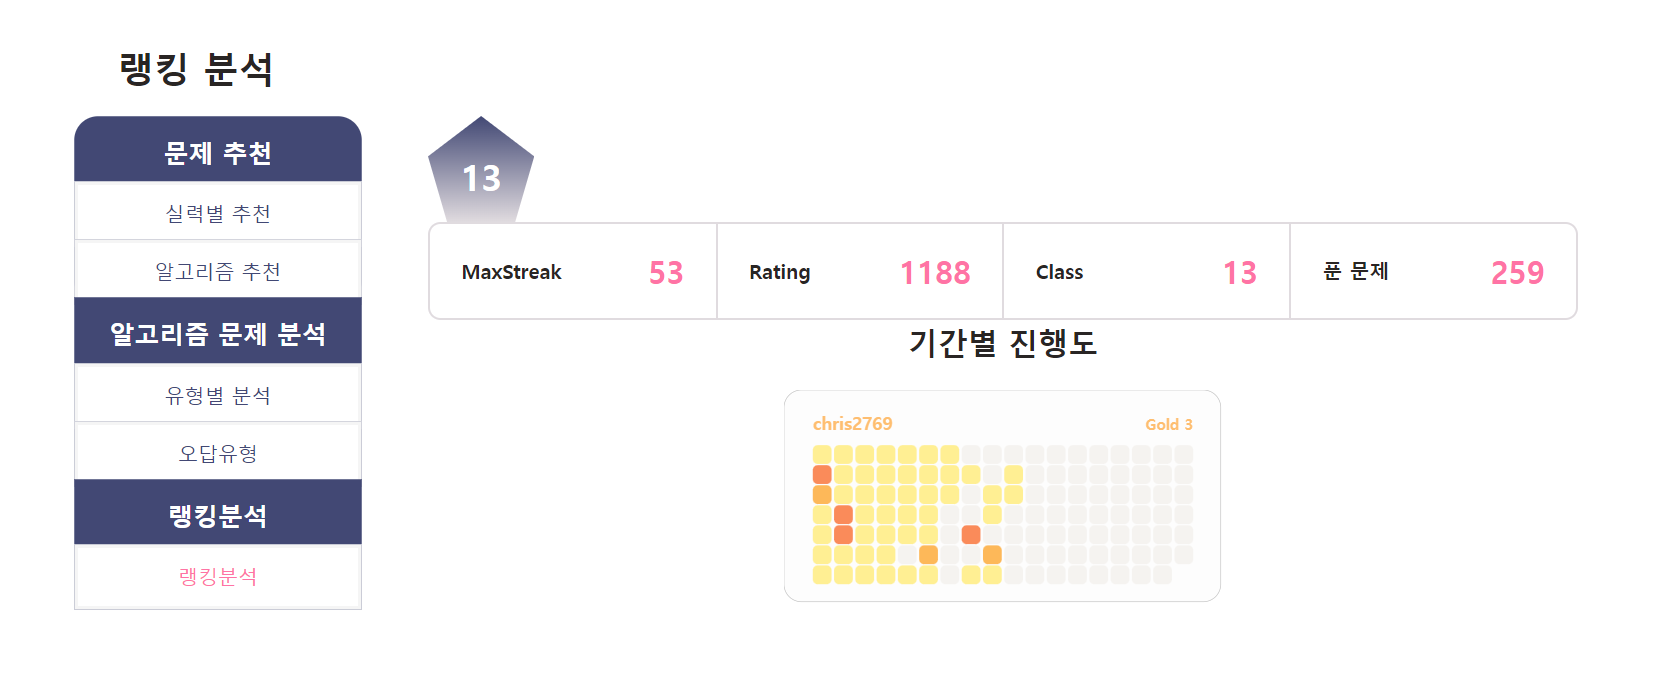 랭킹 분석
문제 추천
실력별 추천
알고리즘 추천
알고리즘 문제 분석
유형별 분석
오답유형
랭킹분석
랭킹분석
13
MaxStreak 53
Rating 1188
Class 13
푼 문제 259
기간별 진행도
chris2769 Gold 3